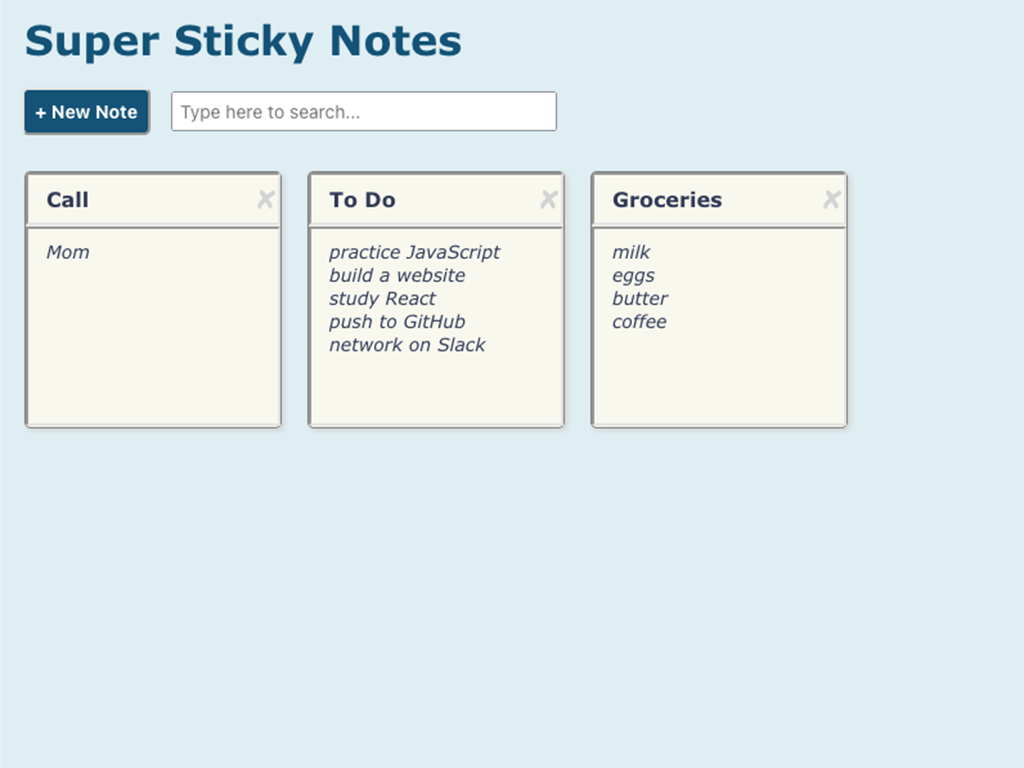 Super Sticky Notes
+ New Note
Type here to search...
Call
Mom
To Do
practice JavaScript
build a website
study React
push to GitHub
network on Slack
Groceries
milk
eggs
butter
coffee